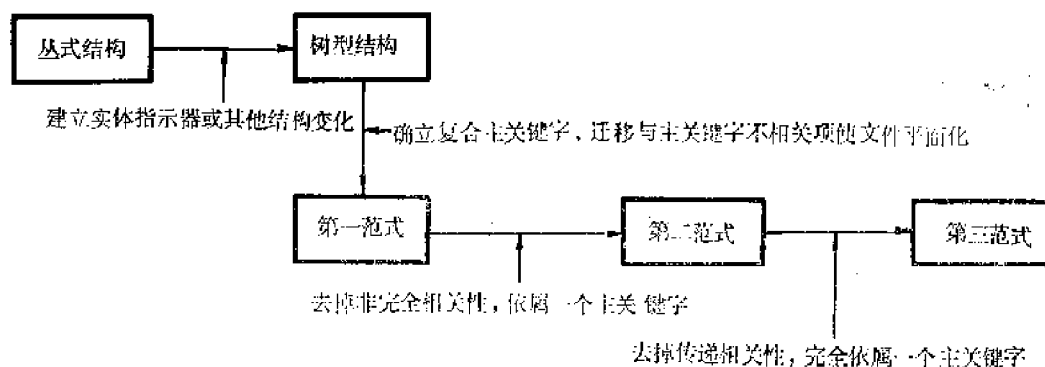 丛式结构
树型结构
建立实体指示器或其他结构变化
确立复合主关键字，迁移与主关键字不相关项使文件平面化
第一范式
第二范式
第三范式
去掉非完全相关性，依属一个主关键字
去掉传递相关性，完全依属一个主关键字